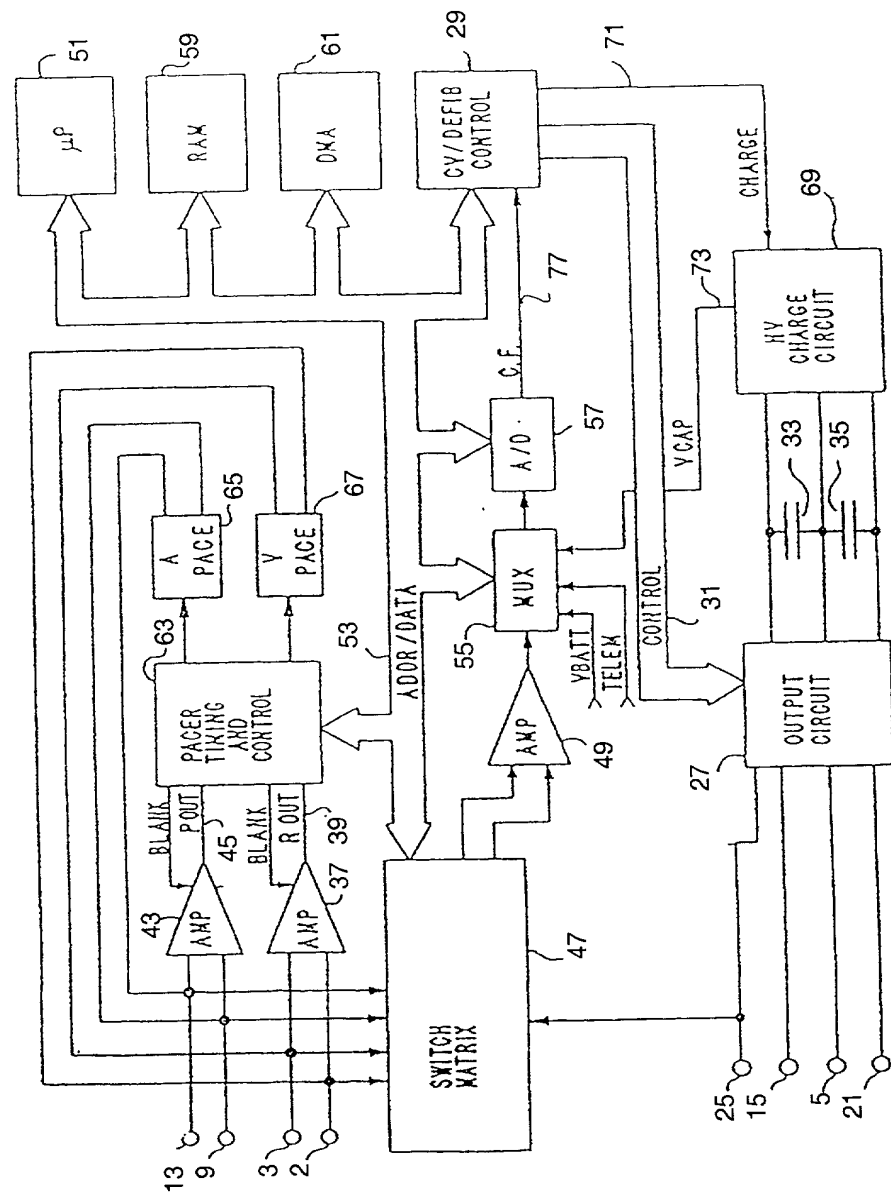 51
μP
59
RAM
61
DMA
29
CV/DEFIB
CONTROL
71
CHARGE
69
HV
CHARGE
CIRCUIT
73
VCAP
33
35
77
C.F.
57
A/D
55
MUX
VBATT
TELEM
CONTROL
31
65
A
PACE
67
V
PACE
63
PACER
TIMING
AND
CONTROL
53
ADDR/DATA
BLANK
POUT
45
BLANK
R OUT
39
43
AMP
37
AMP
49
AMP
47
SWITCH
MATRIX
27
OUTPUT
CIRCUIT
13
9
3
2
25
15
5
21